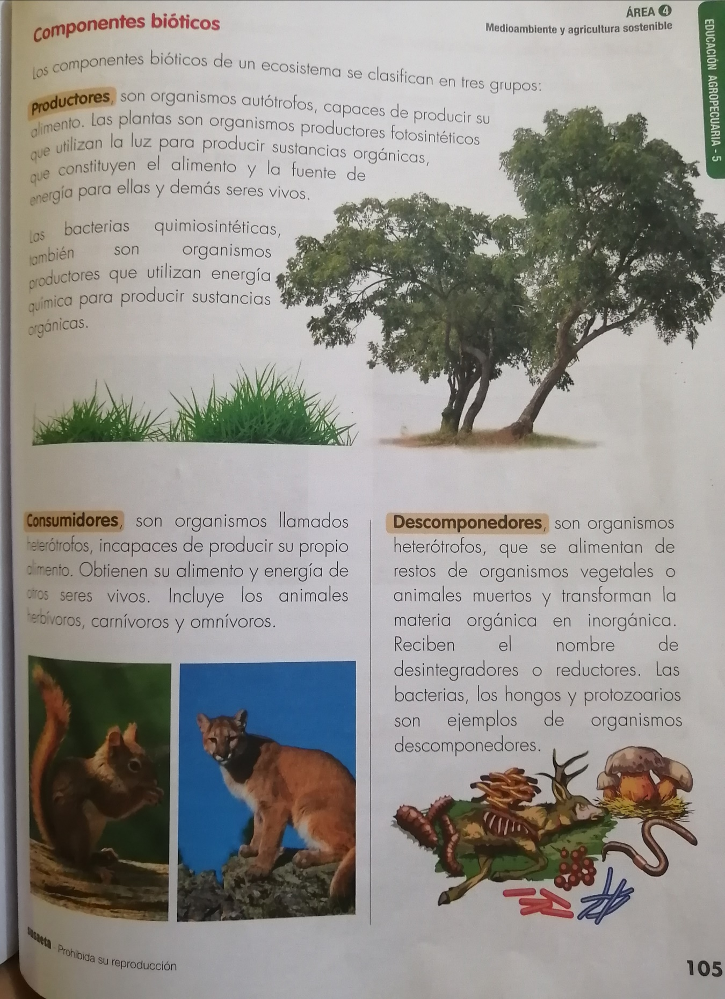 ÁREA 4
Medioambiente y agricultura sostenible
EDUCACIÓN AGROPECUARIA - 5
Componentes bióticos
Los componentes bióticos de un ecosistema se clasifican en tres grupos:
Productores, son organismos autótrofos, capaces de producir su
alimento. Las plantas son organismos productores fotosintéticos
que utilizan la luz para producir sustancias orgánicas,
que constituyen el alimento y la fuente de
energía para ellas y demás seres vivos.
Las bacterias quimiosintéticas,
también son organismos
productores que utilizan energía
química para producir sustancias
orgánicas.
Consumidores, son organismos llamados
heterótrofos, incapaces de producir su propio
alimento. Obtienen su alimento y energía de
otros seres vivos. Incluye los animales
herbívoros, carnívoros y omnívoros.
Descomponedores, son organismos
heterótrofos, que se alimentan de
restos de organismos vegetales o
animales muertos y transforman la
materia orgánica en inorgánica.
Reciben el nombre de
desintegradores o reductores. Las
bacterias, los hongos y protozoarios
son ejemplos de organismos
descomponedores.
susaeta - Prohibida su reproducción
105